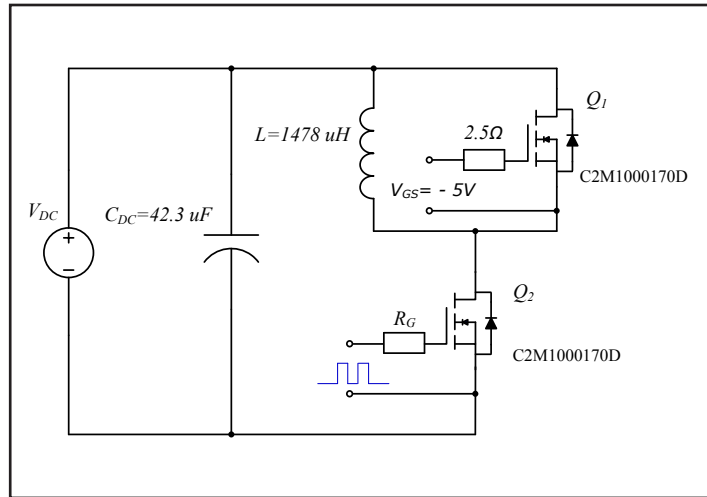 Q1
L=1478 uH
2.5Ω
C2M1000170D
VGS= - 5V
VDC
CDC=42.3 uF
Q2
RG
C2M1000170D